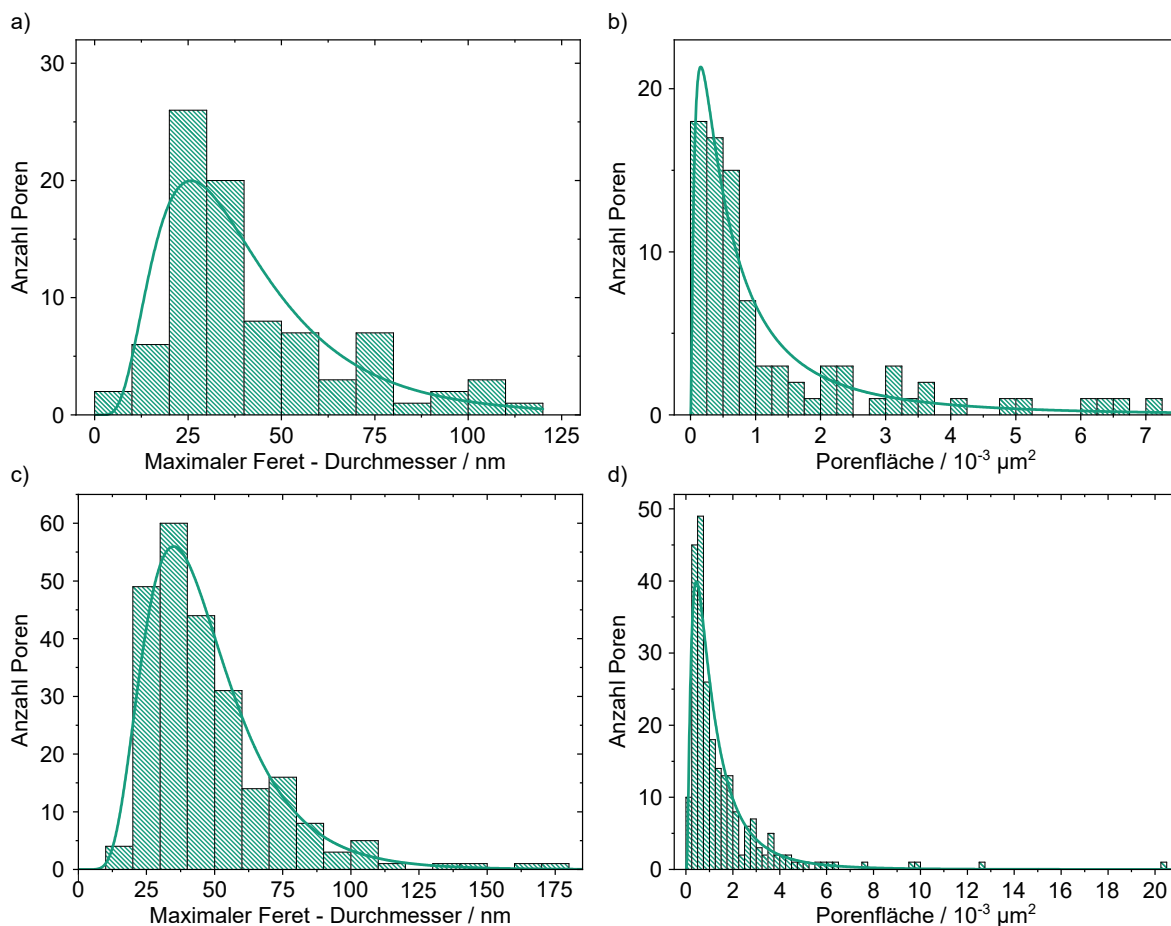 a)
30
20
10
0
Anzahl Poren
0 25 50 75 100 125
Maximaler Feret - Durchmesser / nm
b)
20
10
0
Anzahl Poren
0 1 2 3 4 5 6 7
Porenfläche / 10⁻³ µm²
c)
60
50
40
30
20
10
0
Anzahl Poren
0 25 50 75 100 125 150 175
Maximaler Feret - Durchmesser / nm
d)
50
40
30
20
10
0
Anzahl Poren
0 2 4 6 8 10 12 14 16 18 20
Porenfläche / 10⁻³ µm²